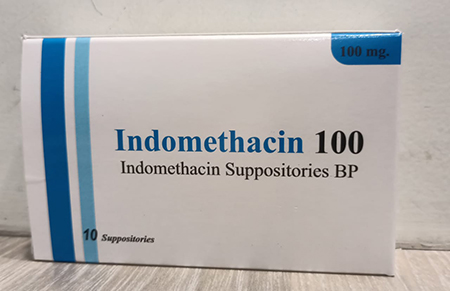 100 mg.
Indomethacin 100
Indomethacin Suppositories BP
10 Suppositories